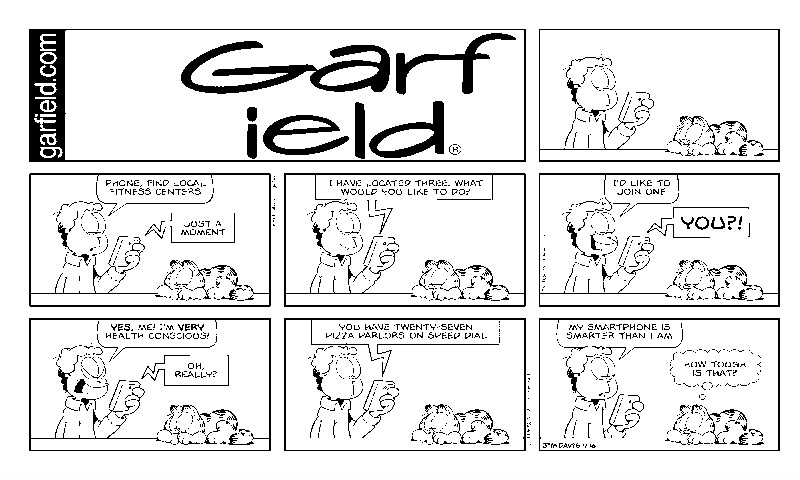 garfield.com
Garf
ield
PHONE, FIND LOCAL
FITNESS CENTERS
JUST A
MOMENT
I HAVE LOCATED THREE. WHAT
WOULD YOU LIKE TO DO?
I'D LIKE TO
JOIN ONE
YOU?!
YES, ME! I'M VERY
HEALTH CONSCIOUS!
OH,
REALLY?
YOU HAVE TWENTY-SEVEN
PIZZA PARLORS ON SPEED DIAL
MY SMARTPHONE IS
SMARTER THAN I AM
HOW TOUGH
IS THAT?
JIM DAVIS